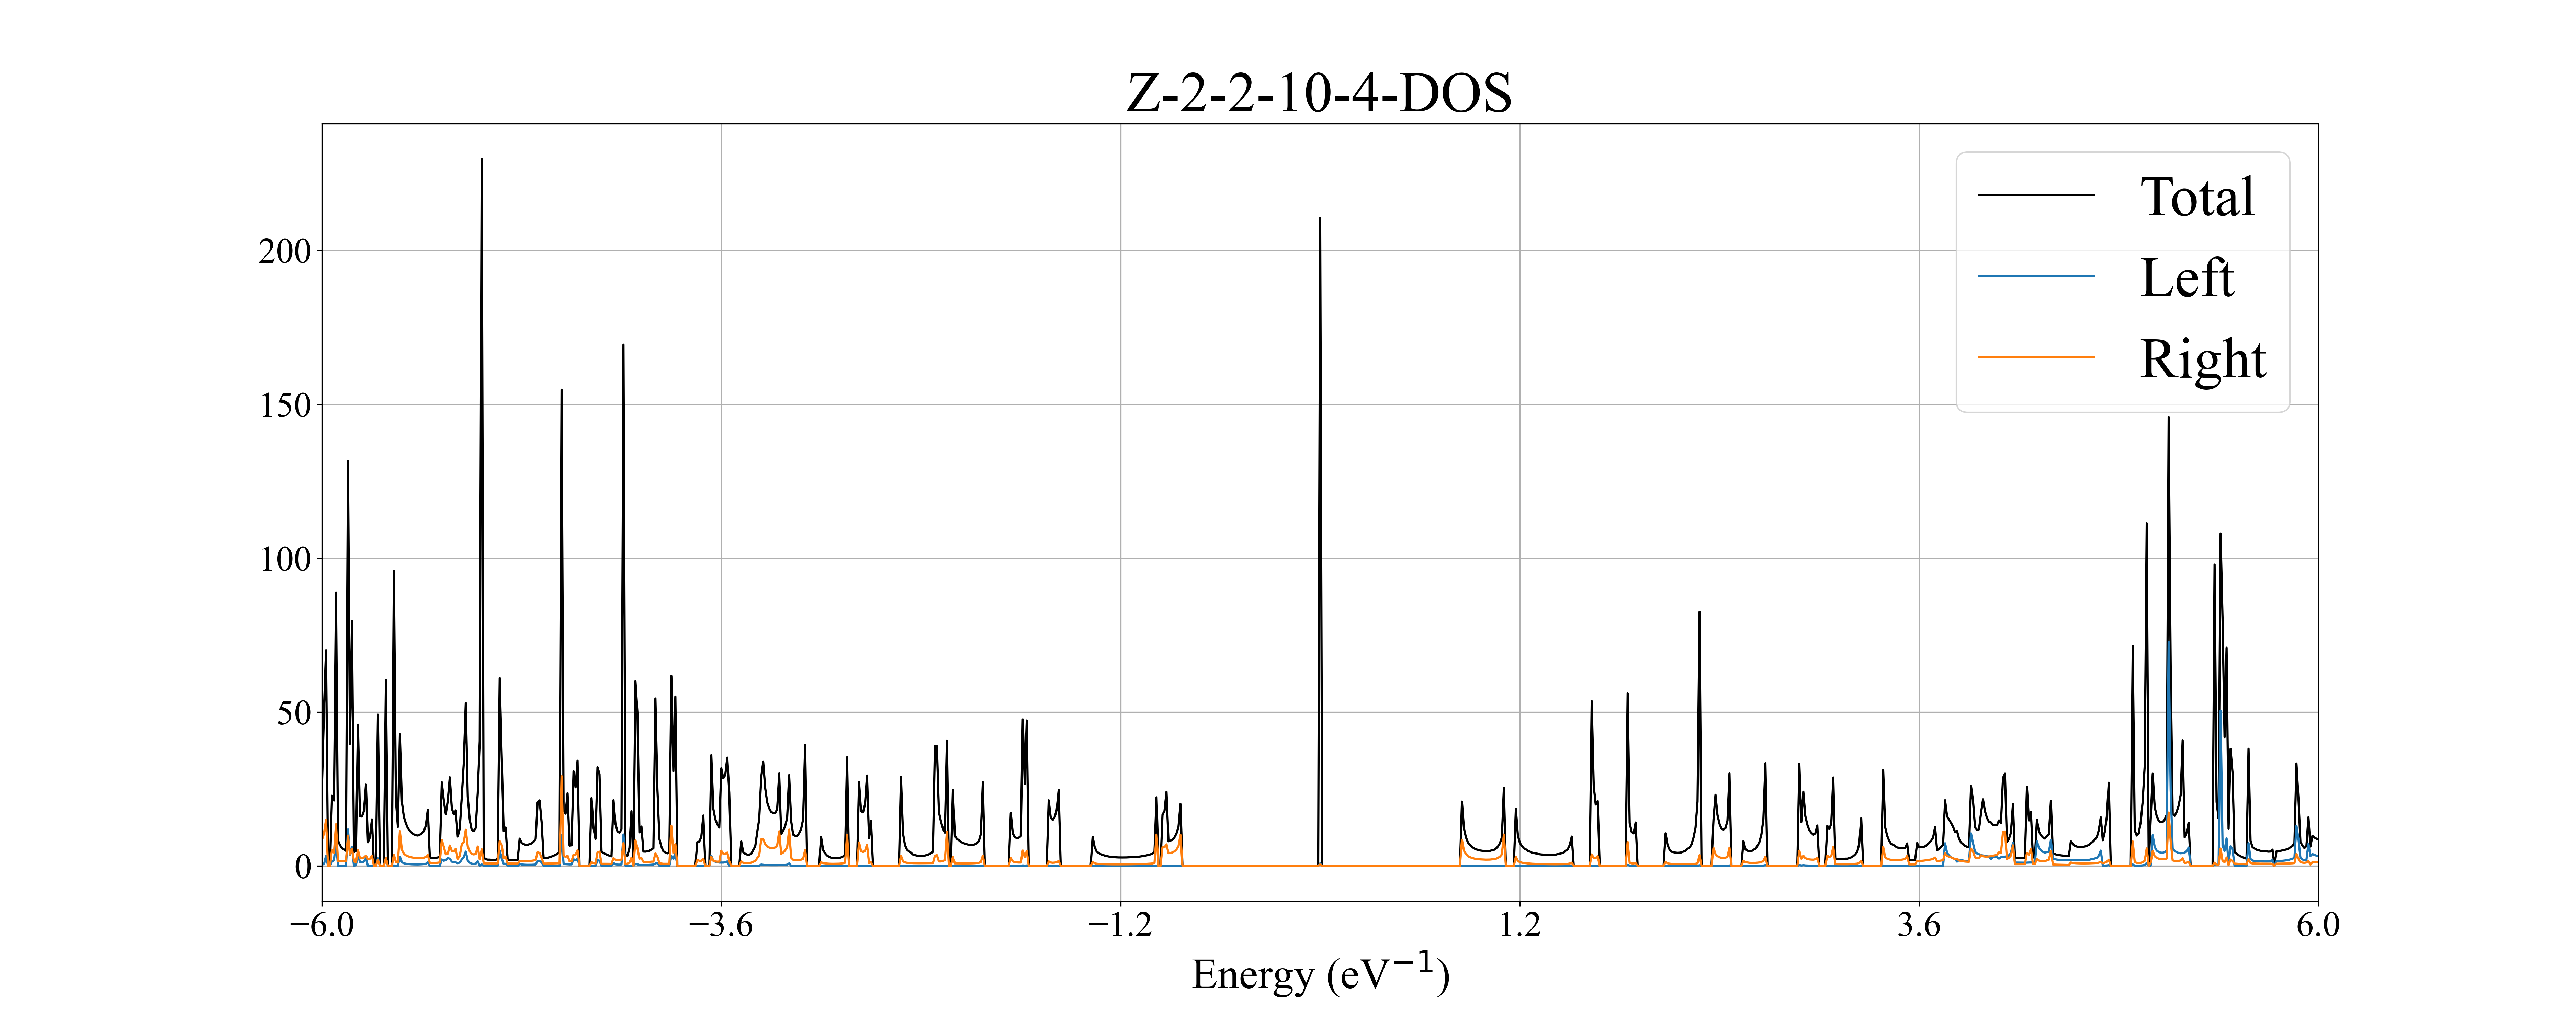 Z-2-2-10-4-DOS
Total
Left
Right
200
150
100
50
0
−6.0 −3.6 −1.2 1.2 3.6 6.0
Energy (eV⁻¹)